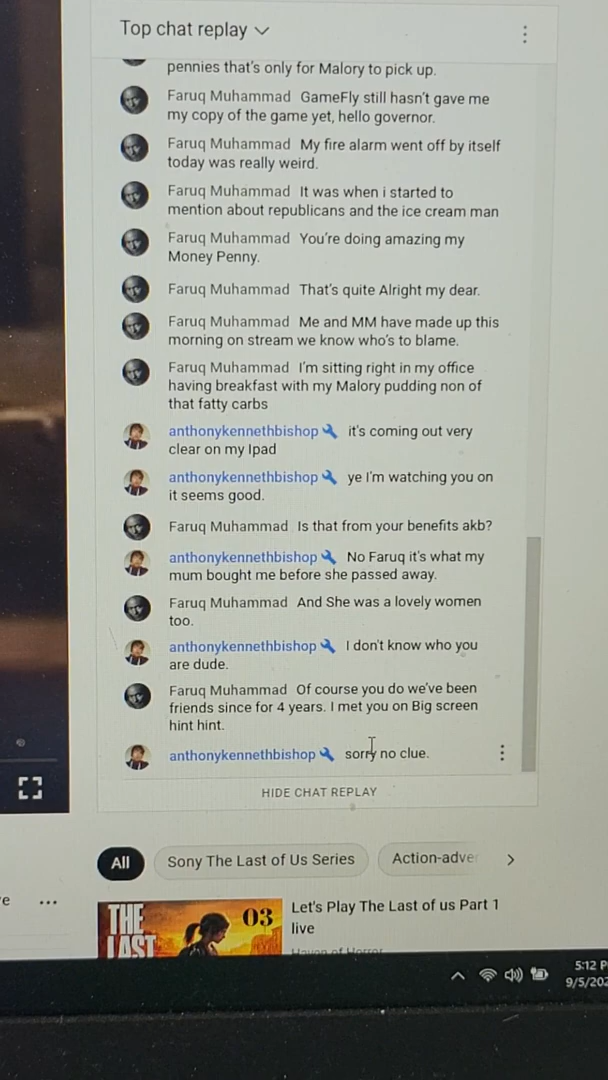 Top chat replay
pennies that's only for Malory to pick up.
Faruq Muhammad GameFly still hasn't gave me
my copy of the game yet, hello governor.
Faruq Muhammad My fire alarm went off by itself
today was really weird.
Faruq Muhammad It was when i started to
mention about republicans and the ice cream man
Faruq Muhammad You're doing amazing my
Money Penny.
Faruq Muhammad That's quite Alright my dear.
Faruq Muhammad Me and MM have made up this
morning on stream we know who's to blame.
Faruq Muhammad I'm sitting right in my office
having breakfast with my Malory pudding non of
that fatty carbs
anthonykennethbishop it's coming out very
clear on my Ipad
anthonykennethbishop ye I'm watching you on
it seems good.
Faruq Muhammad Is that from your benefits akb?
anthonykennethbishop No Faruq it's what my
mum bought me before she passed away.
Faruq Muhammad And She was a lovely women
too.
anthonykennethbishop I don't know who you
are dude.
Faruq Muhammad Of course you do we've been
friends since for 4 years. I met you on Big screen
hint hint.
anthonykennethbishop sorry no clue.
HIDE CHAT REPLAY
All Sony The Last of Us Series Action-adve
THE
LAST
03
Let's Play The Last of us Part 1
live
5:12 P
9/5/202